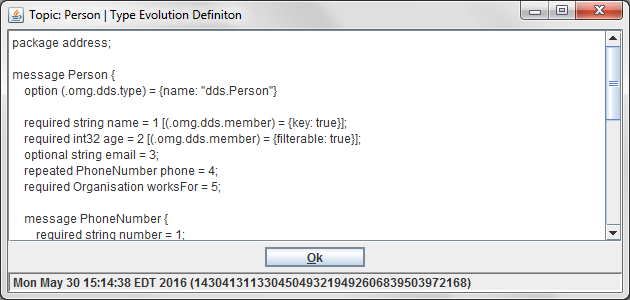 Topic: Person | Type Evolution Definiton
package address;
message Person {
option (.omg.dds.type) = {name: "dds.Person"}
required string name = 1 [(.omg.dds.member) = {key: true}];
required int32 age = 2 [(.omg.dds.member) = {filterable: true}];
optional string email = 3;
repeated PhoneNumber phone = 4;
required Organisation worksFor = 5;
message PhoneNumber {
required string number = 1;
Ok
Mon May 30 15:14:38 EDT 2016 (14304131133045049321949260683950397​2168)